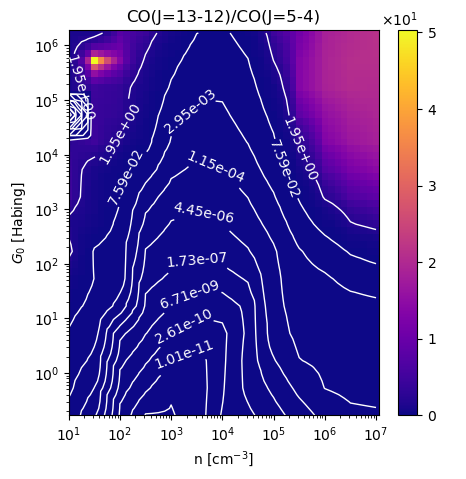 CO(J=13-12)/CO(J=5-4)
×10¹
10⁶
10⁵
10⁴
10³
10²
10¹
10⁰
G₀ [Habing]
1.95e+00
1.95e+00
7.59e-02
2.95e-03
1.95e+00
7.59e-02
1.15e-04
4.45e-06
1.73e-07
6.71e-09
2.61e-10
1.01e-11
5
4
3
2
1
0
10¹ 10² 10³ 10⁴ 10⁵ 10⁶ 10⁷
n [cm⁻³]